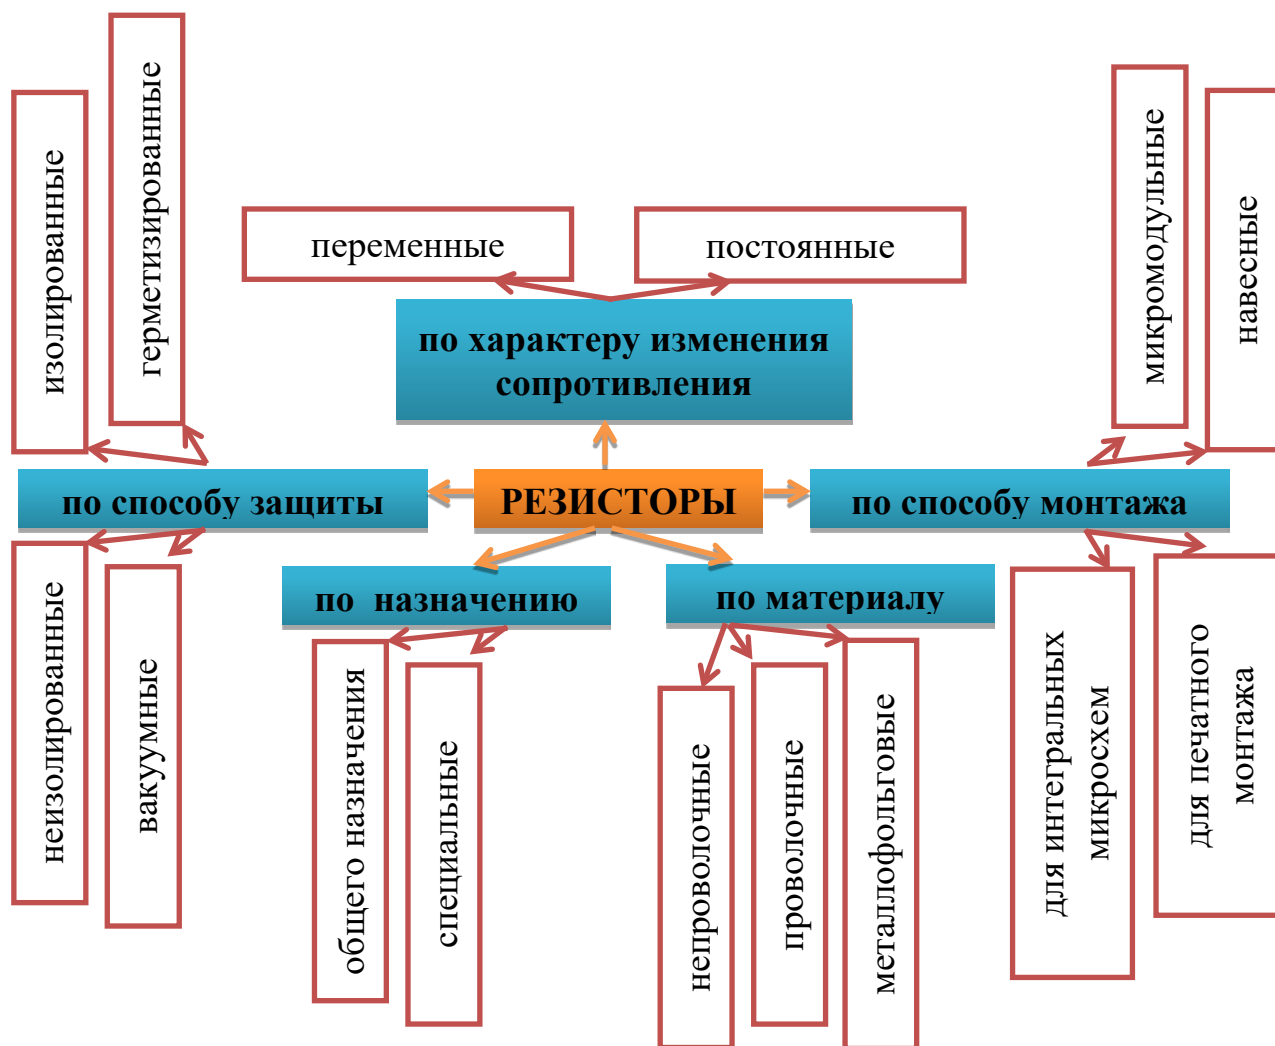 изолированные
герметизированные
переменные
постоянные
микромодульные
навесные
по характеру изменения
сопротивления
по способу защиты
РЕЗИСТОРЫ
по способу монтажа
по назначению
по материалу
неизолированные
вакуумные
общего назначения
специальные
непроволочные
проволочные
металлофольговые
для интегральных
микросхем
для печатного
монтажа